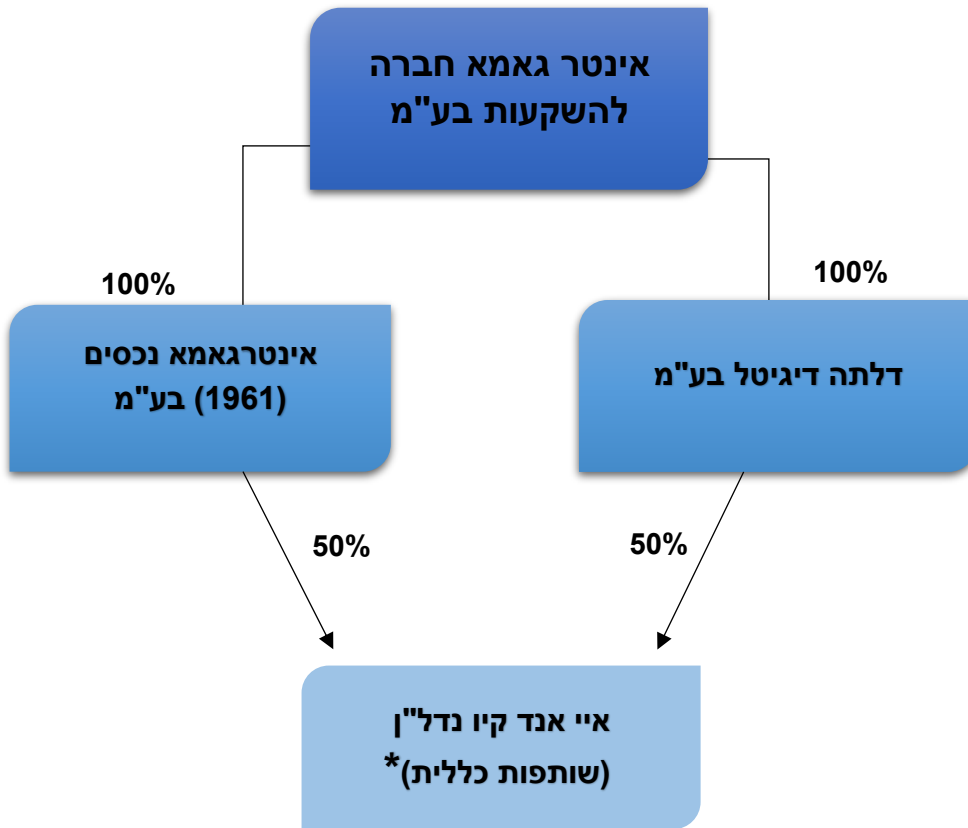 אינטר גאמא חברה
להשקעות בע"מ
100%
100%
אינטרגאמא נכסים
(1961) בע"מ
דלתה דיגיטל בע"מ
50%
50%
איי אנד קיו נדל"ן
(שותפות כללית)*